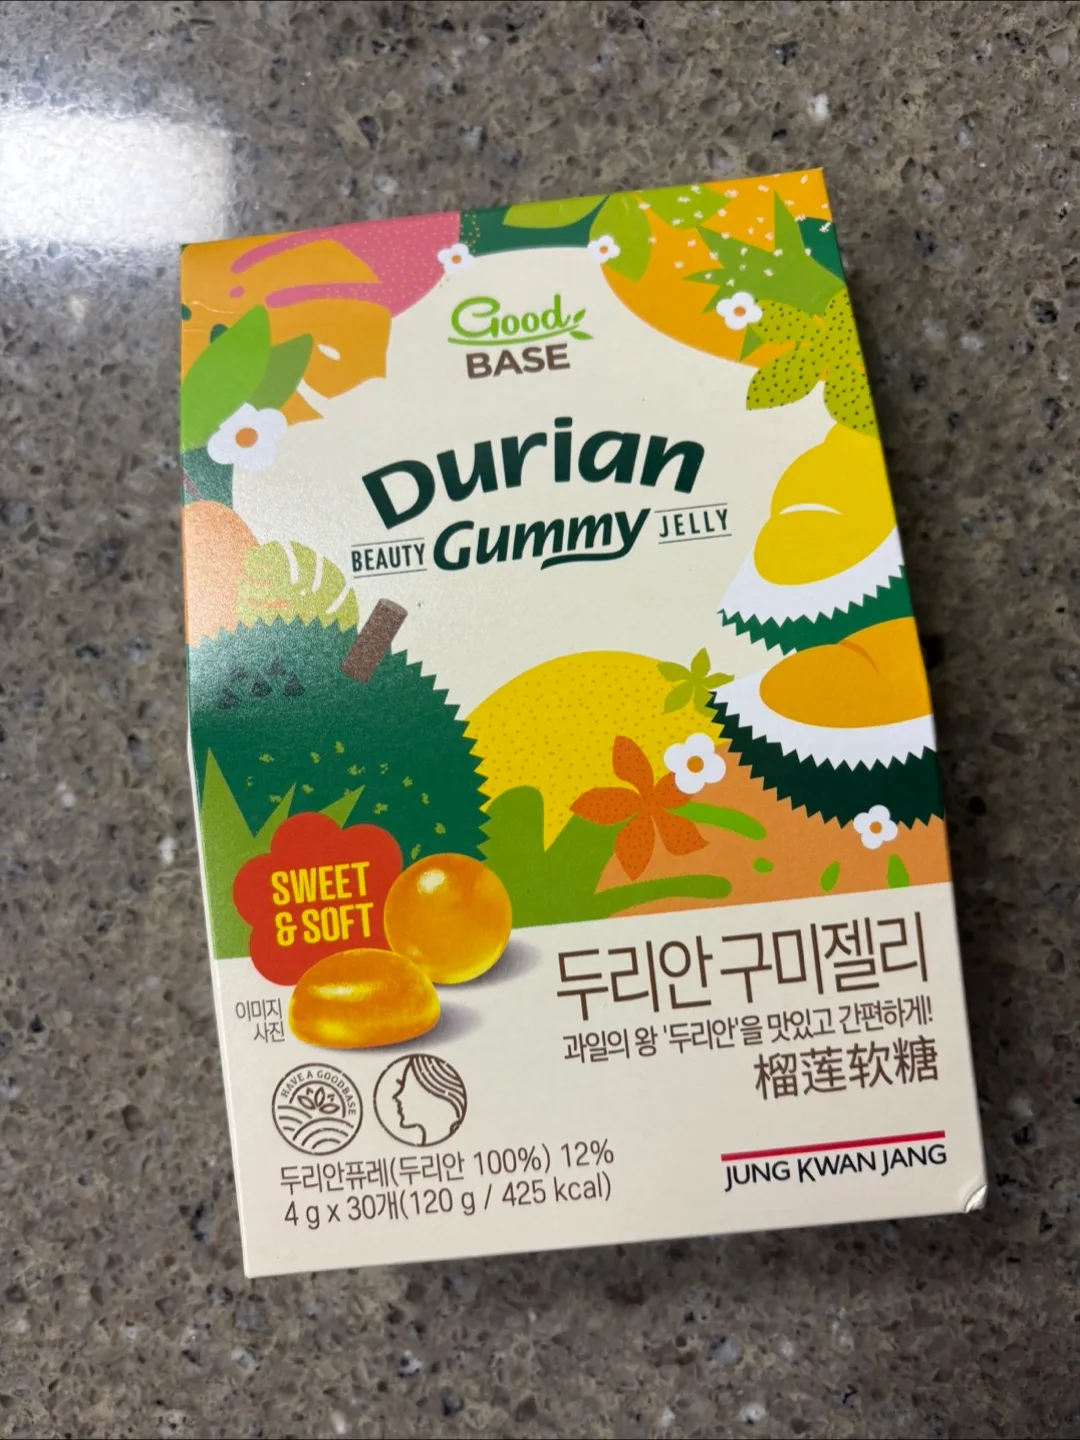 Good
BASE
Durian
BEAUTY Gummy JELLY
SWEET
& SOFT
이미지
사진
두리안 구미젤리
과일의 왕 '두리안'을 맛있고 간편하게!
榴莲软糖
HAVE A GOODBASE
두리안퓨레(두리안 100%) 12%
4 g x 30개(120 g / 425 kcal)
JUNG KWAN JANG